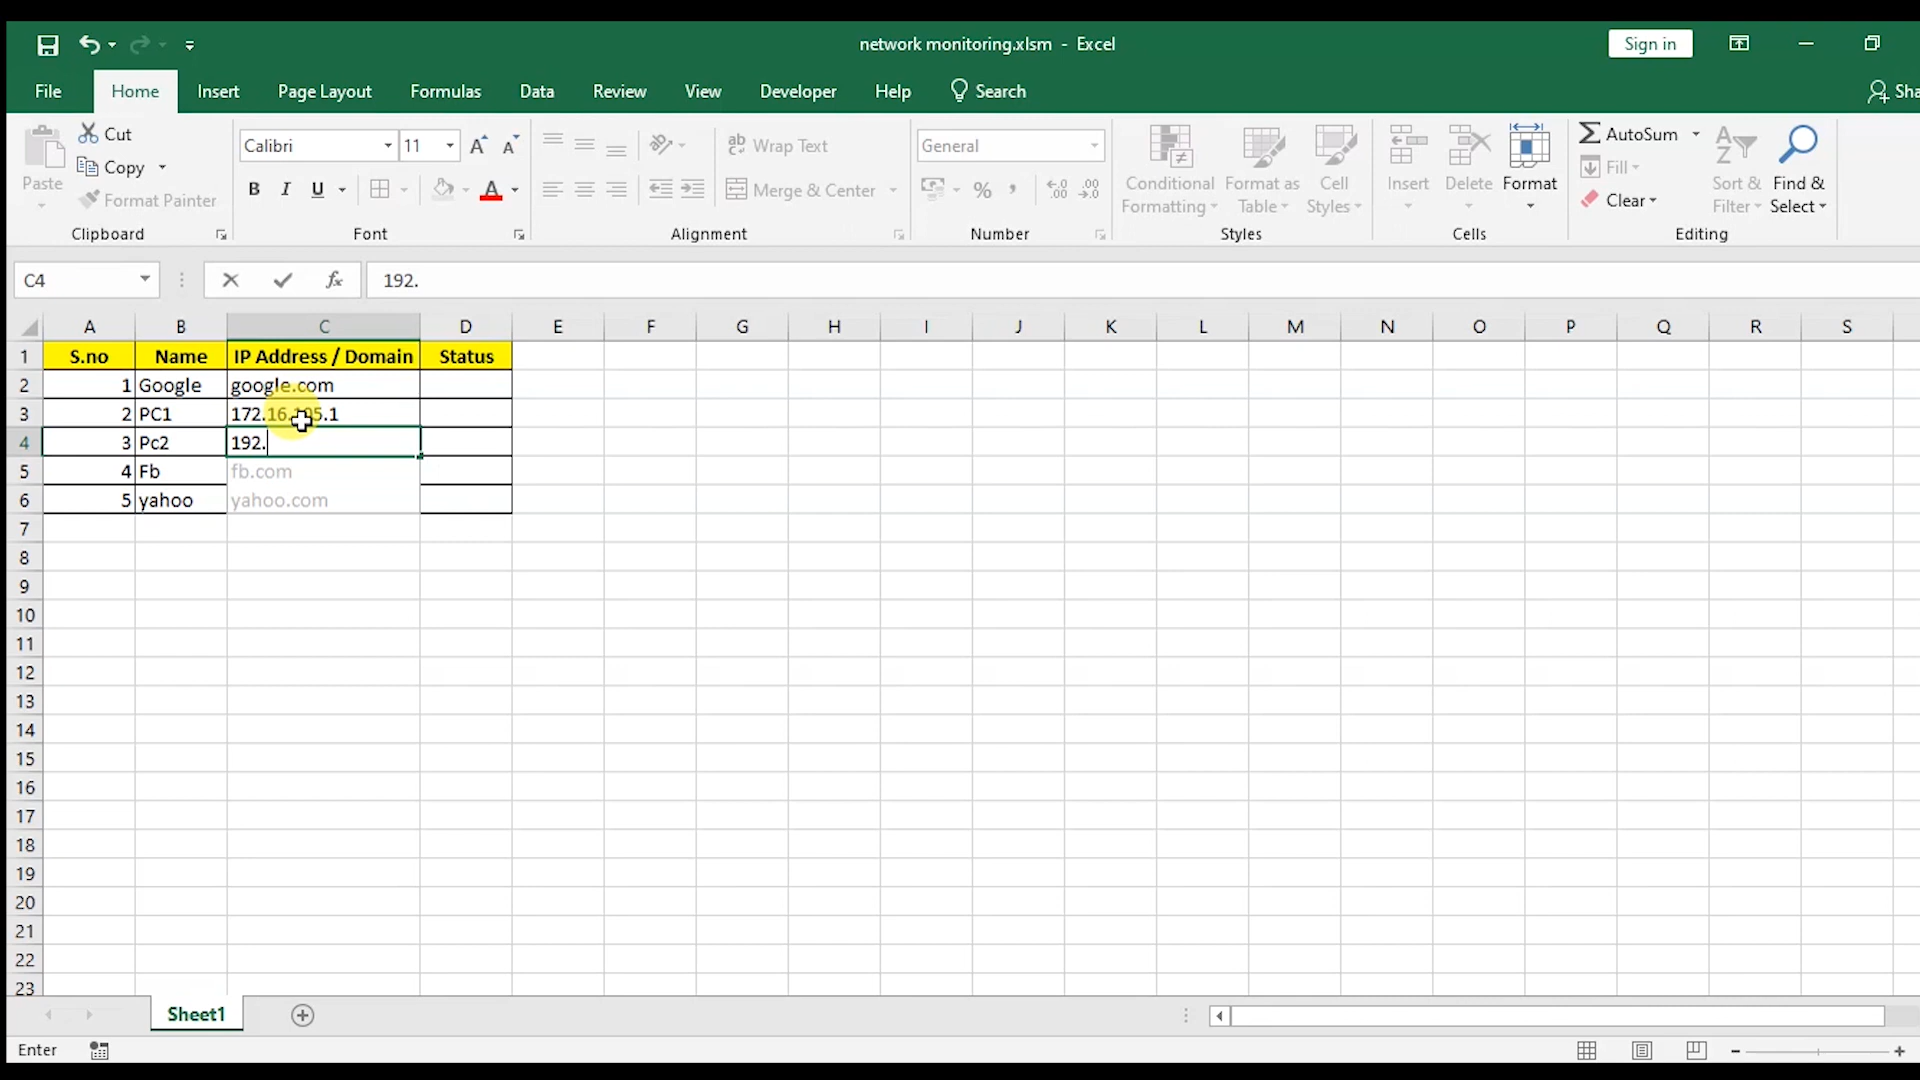 network monitoring.xlsm - Excel
Sign in
File Home Insert Page Layout Formulas Data Review View Developer Help Search
Cut
Copy
Format Painter
Paste
Clipboard
Calibri 11
B I U
Font
Wrap Text
Merge & Center
Alignment
General
%
Number
Conditional Formatting
Format as Table
Cell Styles
Styles
Insert
Delete
Format
Cells
AutoSum
Fill
Clear
Sort & Filter
Find & Select
Editing
C4 fx 192.
A B C D E F G H I J K L M N O P Q R S
1 S.no Name IP Address / Domain Status
2 1 Google google.com
3 2 PC1 172.16.105.1
4 3 Pc2 192.
5 4 Fb fb.com
6 5 yahoo yahoo.com
7
8
9
10
11
12
13
14
15
16
17
18
19
20
21
22
23
Sheet1
Enter